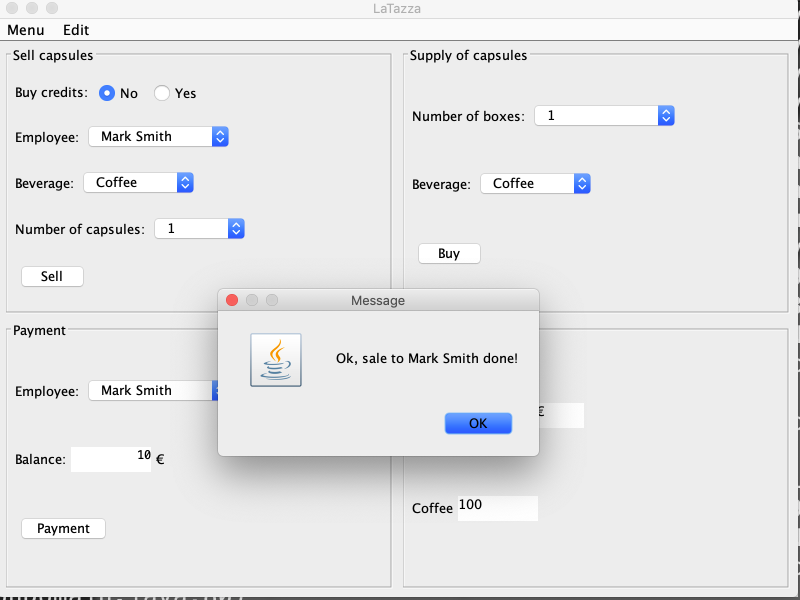 LaTazza
Menu Edit
Sell capsules
Buy credits: No Yes
Employee: Mark Smith
Beverage: Coffee
Number of capsules: 1
Sell
Supply of capsules
Number of boxes: 1
Beverage: Coffee
Buy
Message
Ok, sale to Mark Smith done!
OK
Payment
Employee: Mark Smith
Balance: 10 €
Payment
€
Coffee 100